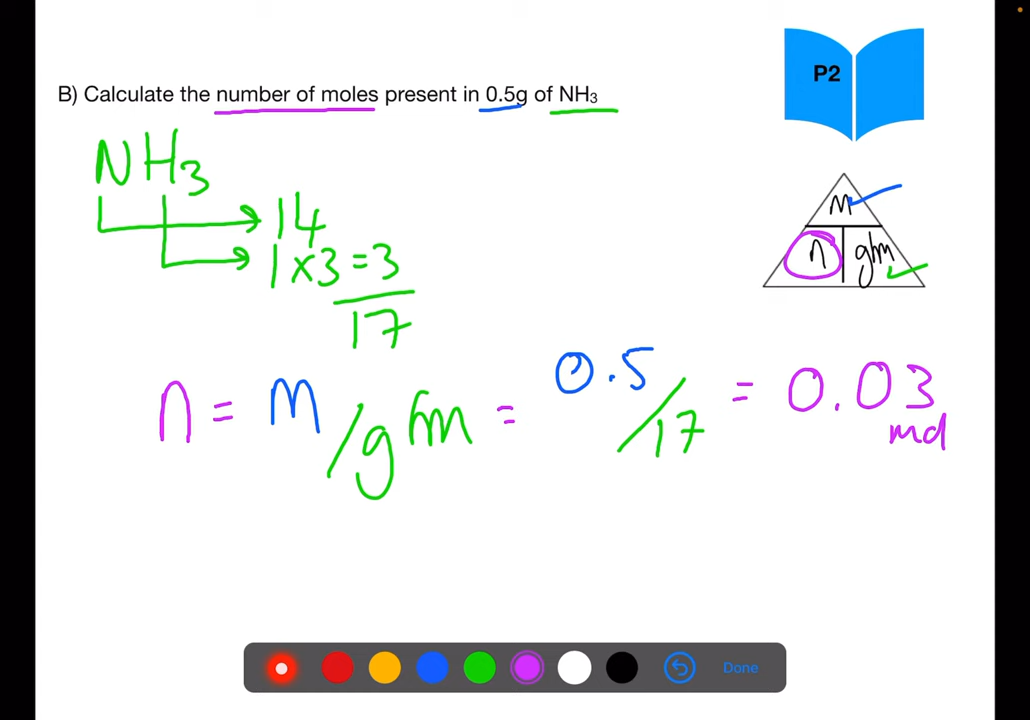 P2
B) Calculate the number of moles present in 0.5g of NH₃
NH₃
14
1 × 3 = 3
17
m
n gfm
n = m/gfm = 0.5/17 = 0.03
mol
Done